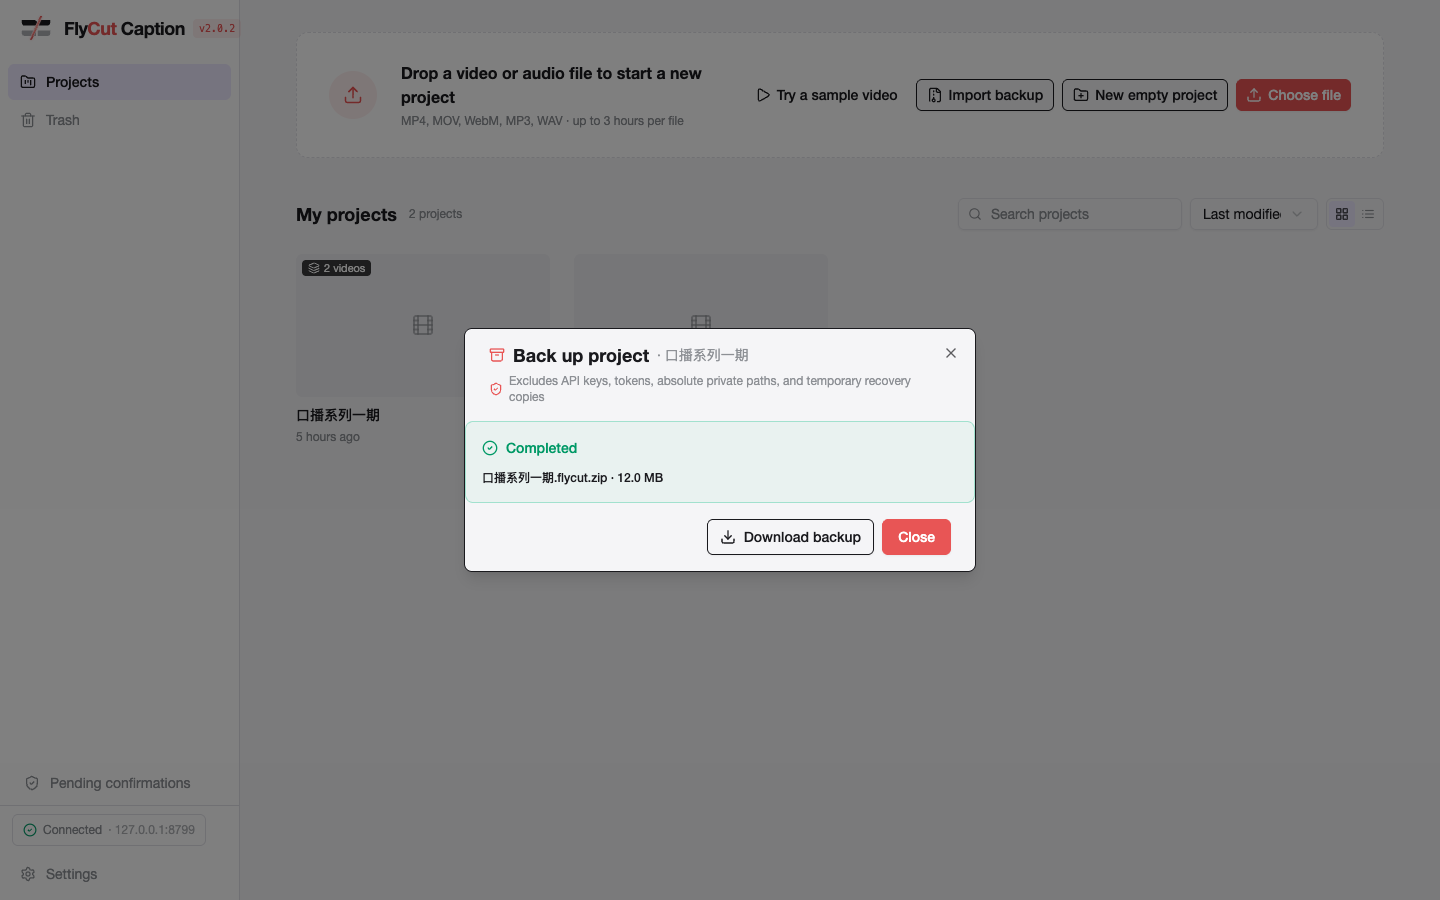 FlyCut Caption v2.0.2
Projects
Trash
Drop a video or audio file to start a new
project
MP4, MOV, WebM, MP3, WAV · up to 3 hours per file
Try a sample video
Import backup
New empty project
Choose file
My projects 2 projects
Search projects
Last modifie
2 videos
口播系列一期
5 hours ago
Back up project · 口播系列一期
Excludes API keys, tokens, absolute private paths, and temporary recovery
copies
Completed
口播系列一期.flycut.zip · 12.0 MB
Download backup
Close
Pending confirmations
Connected · 127.0.0.1:8799
Settings